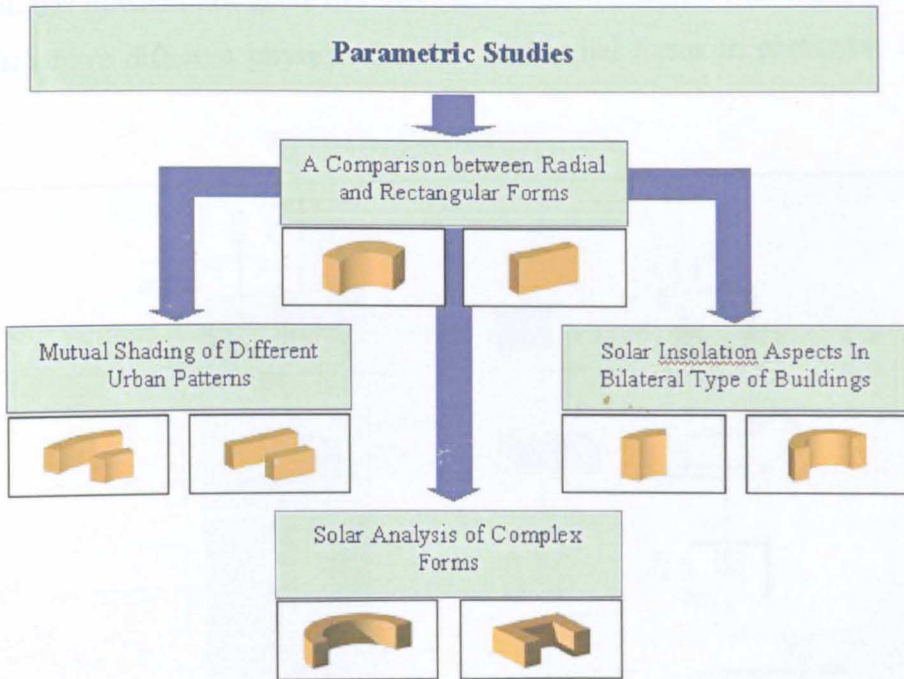 Parametric Studies
A Comparison between Radial
and Rectangular Forms
Mutual Shading of Different
Urban Patterns
Solar Insolation Aspects In
Bilateral Type of Buildings
Solar Analysis of Complex
Forms